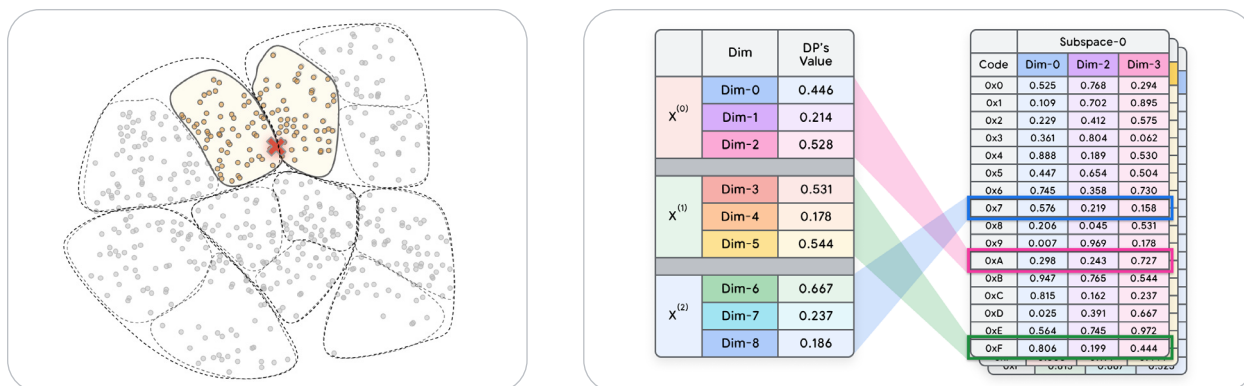 Dim DP's Value
X(0) Dim-0 0.446
Dim-1 0.214
Dim-2 0.528
X(1) Dim-3 0.531
Dim-4 0.178
Dim-5 0.544
X(2) Dim-6 0.667
Dim-7 0.237
Dim-8 0.186
Subspace-0
Code Dim-0 Dim-2 Dim-3
0x0 0.525 0.768 0.294
0x1 0.109 0.702 0.895
0x2 0.229 0.412 0.575
0x3 0.361 0.804 0.062
0x4 0.888 0.189 0.530
0x5 0.447 0.654 0.504
0x6 0.745 0.358 0.730
0x7 0.576 0.219 0.158
0x8 0.206 0.045 0.531
0x9 0.007 0.969 0.178
0xA 0.298 0.243 0.727
0xB 0.947 0.765 0.544
0xC 0.815 0.162 0.237
0xD 0.025 0.391 0.667
0xE 0.564 0.745 0.972
0xF 0.806 0.199 0.444